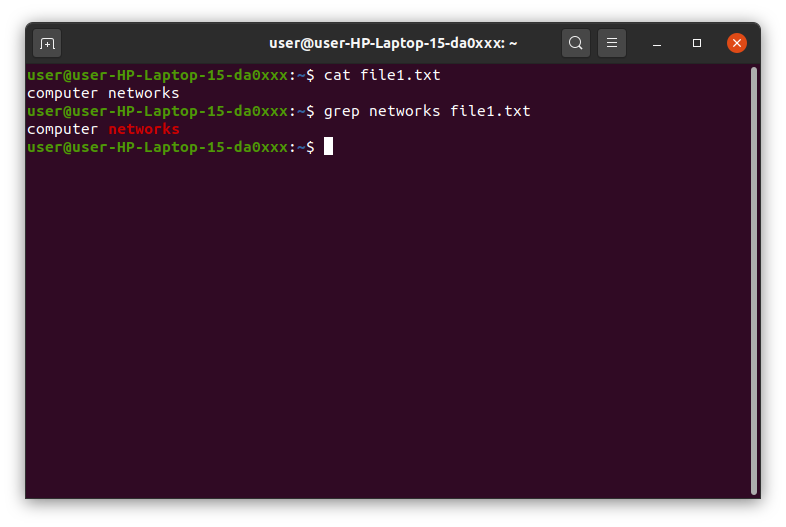 user@user-HP-Laptop-15-da0xxx: ~
user@user-HP-Laptop-15-da0xxx:~$ cat file1.txt
computer networks
user@user-HP-Laptop-15-da0xxx:~$ grep networks file1.txt
computer networks
user@user-HP-Laptop-15-da0xxx:~$